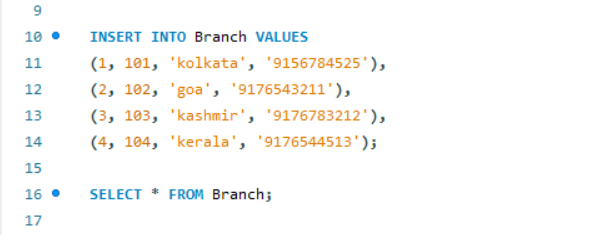 9
10 INSERT INTO Branch VALUES
11 (1, 101, 'kolkata', '9156784525'),
12 (2, 102, 'goa', '9176543211'),
13 (3, 103, 'kashmir', '9176783212'),
14 (4, 104, 'kerala', '9176544513');
15
16 SELECT * FROM Branch;
17